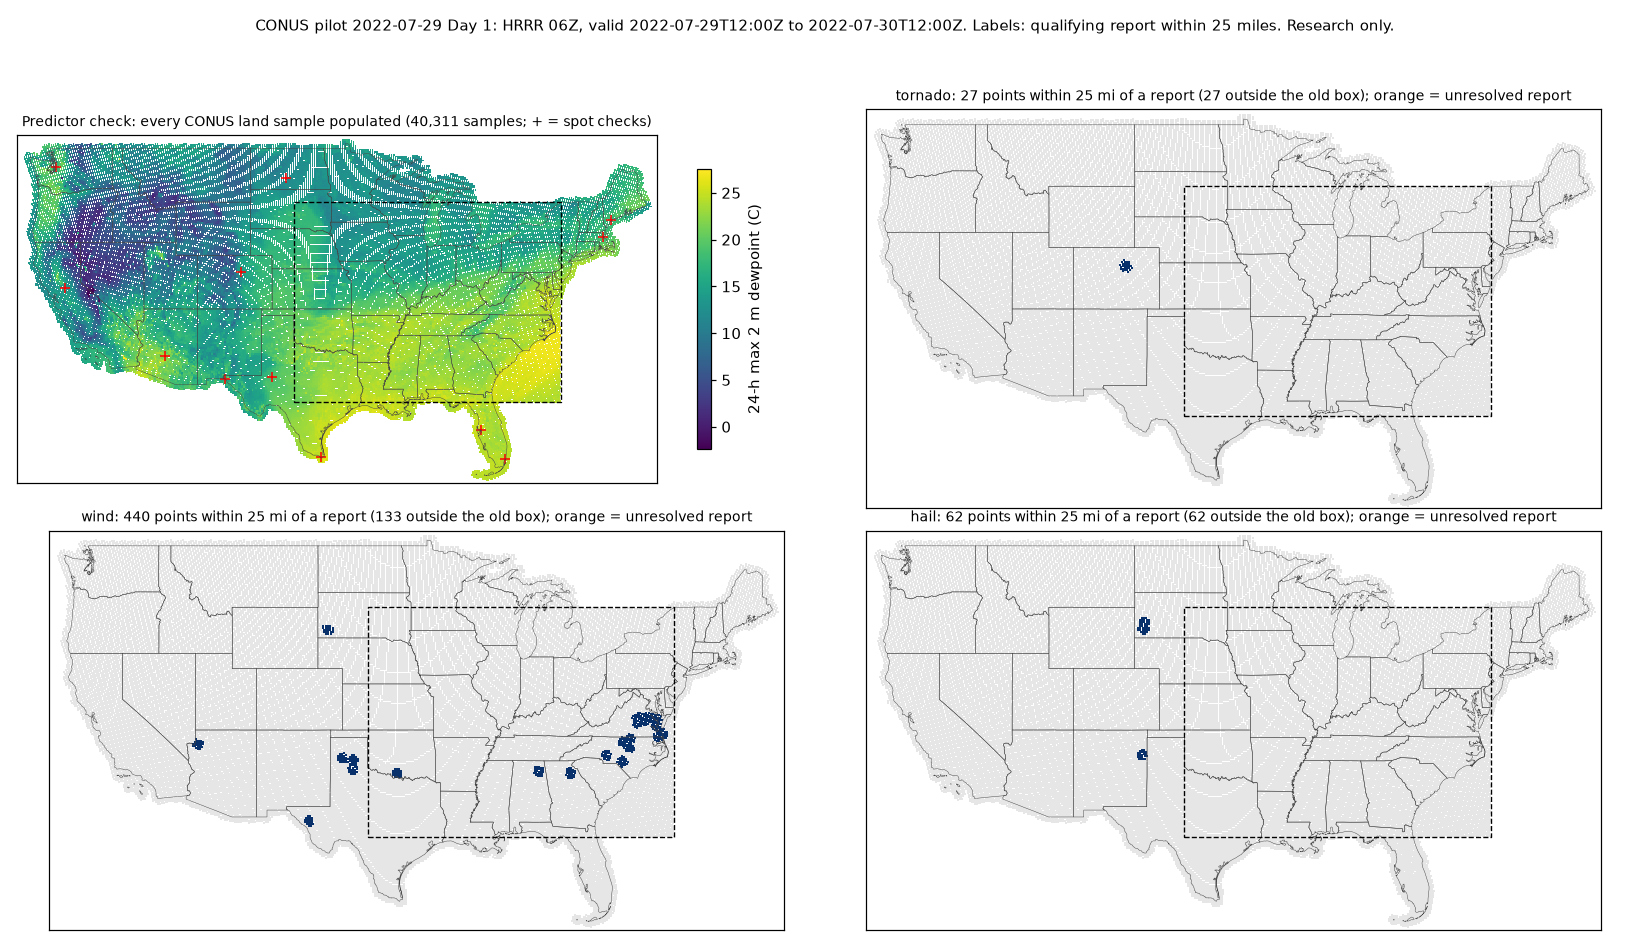 CONUS pilot 2022-07-29 Day 1: HRRR 06Z, valid 2022-07-29T12:00Z to 2022-07-30T12:00Z. Labels: qualifying report within 25 miles. Research only.
Predictor check: every CONUS land sample populated (40,311 samples; + = spot checks)
25
20
15
10
5
0
24-h max 2 m dewpoint (C)
tornado: 27 points within 25 mi of a report (27 outside the old box); orange = unresolved report
wind: 440 points within 25 mi of a report (133 outside the old box); orange = unresolved report
hail: 62 points within 25 mi of a report (62 outside the old box); orange = unresolved report